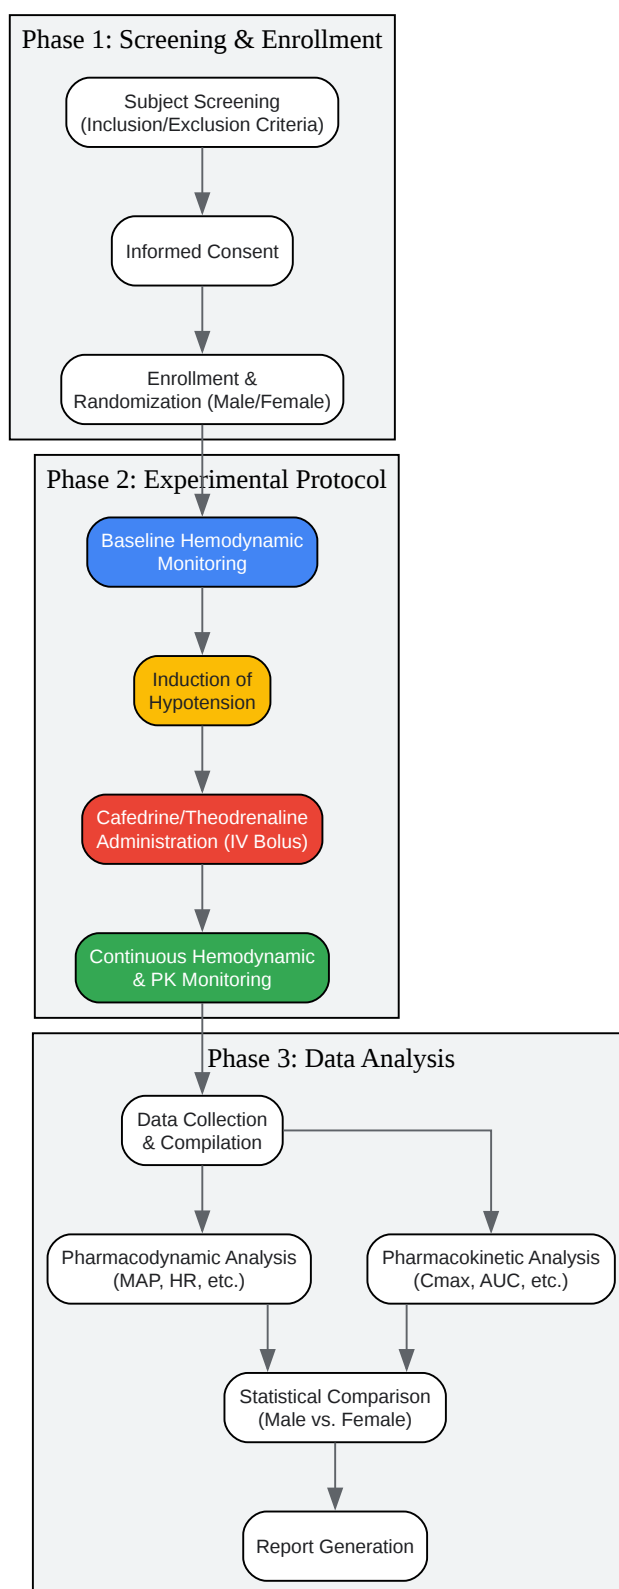 Phase 1: Screening & Enrollment
Subject Screening
(Inclusion/Exclusion Criteria)
Informed Consent
Enrollment &
Randomization (Male/Female)
Phase 2: Experimental Protocol
Baseline Hemodynamic
Monitoring
Induction of
Hypotension
Cafedrine/Theodrenaline
Administration (IV Bolus)
Continuous Hemodynamic
& PK Monitoring
Phase 3: Data Analysis
Data Collection
& Compilation
Pharmacodynamic Analysis
(MAP, HR, etc.)
Pharmacokinetic Analysis
(Cmax, AUC, etc.)
Statistical Comparison
(Male vs. Female)
Report Generation